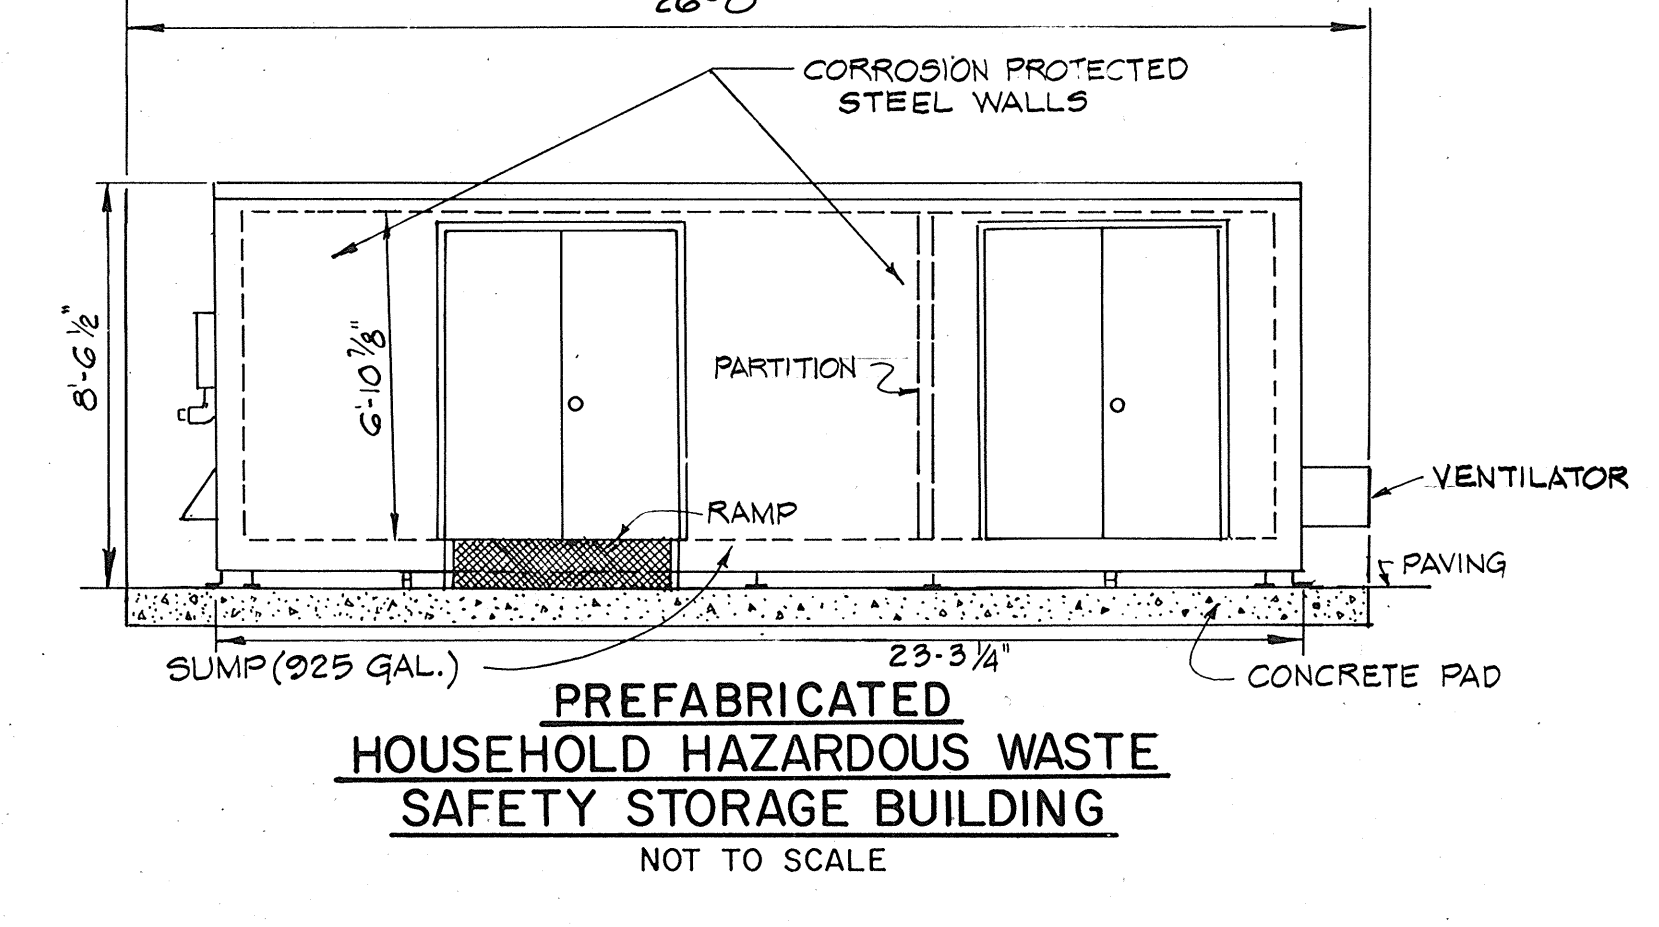 CORROSION PROTECTED
STEEL WALLS
8'-6 1/2"
6'-10 7/8"
PARTITION
RAMP
VENTILATOR
PAVING
23-3 1/4"
SUMP (925 GAL.)
CONCRETE PAD
PREFABRICATED
HOUSEHOLD HAZARDOUS WASTE
SAFETY STORAGE BUILDING
NOT TO SCALE